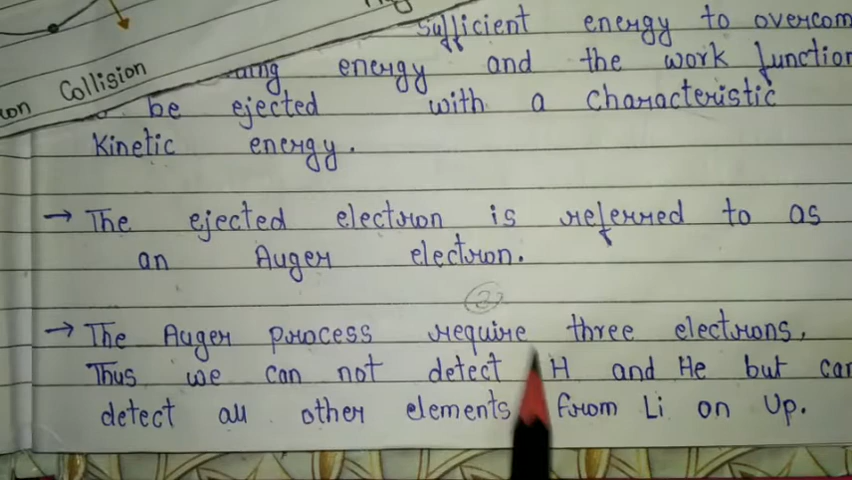 sufficient energy to overcom
energy and the work function
on Collision
be ejected with a characteristic
Kinetic energy.
→ The ejected electron is referred to as
an Auger electron.
3
→ The Auger process require three electrons,
Thus we can not detect H and He but can
detect all other elements from Li on Up.